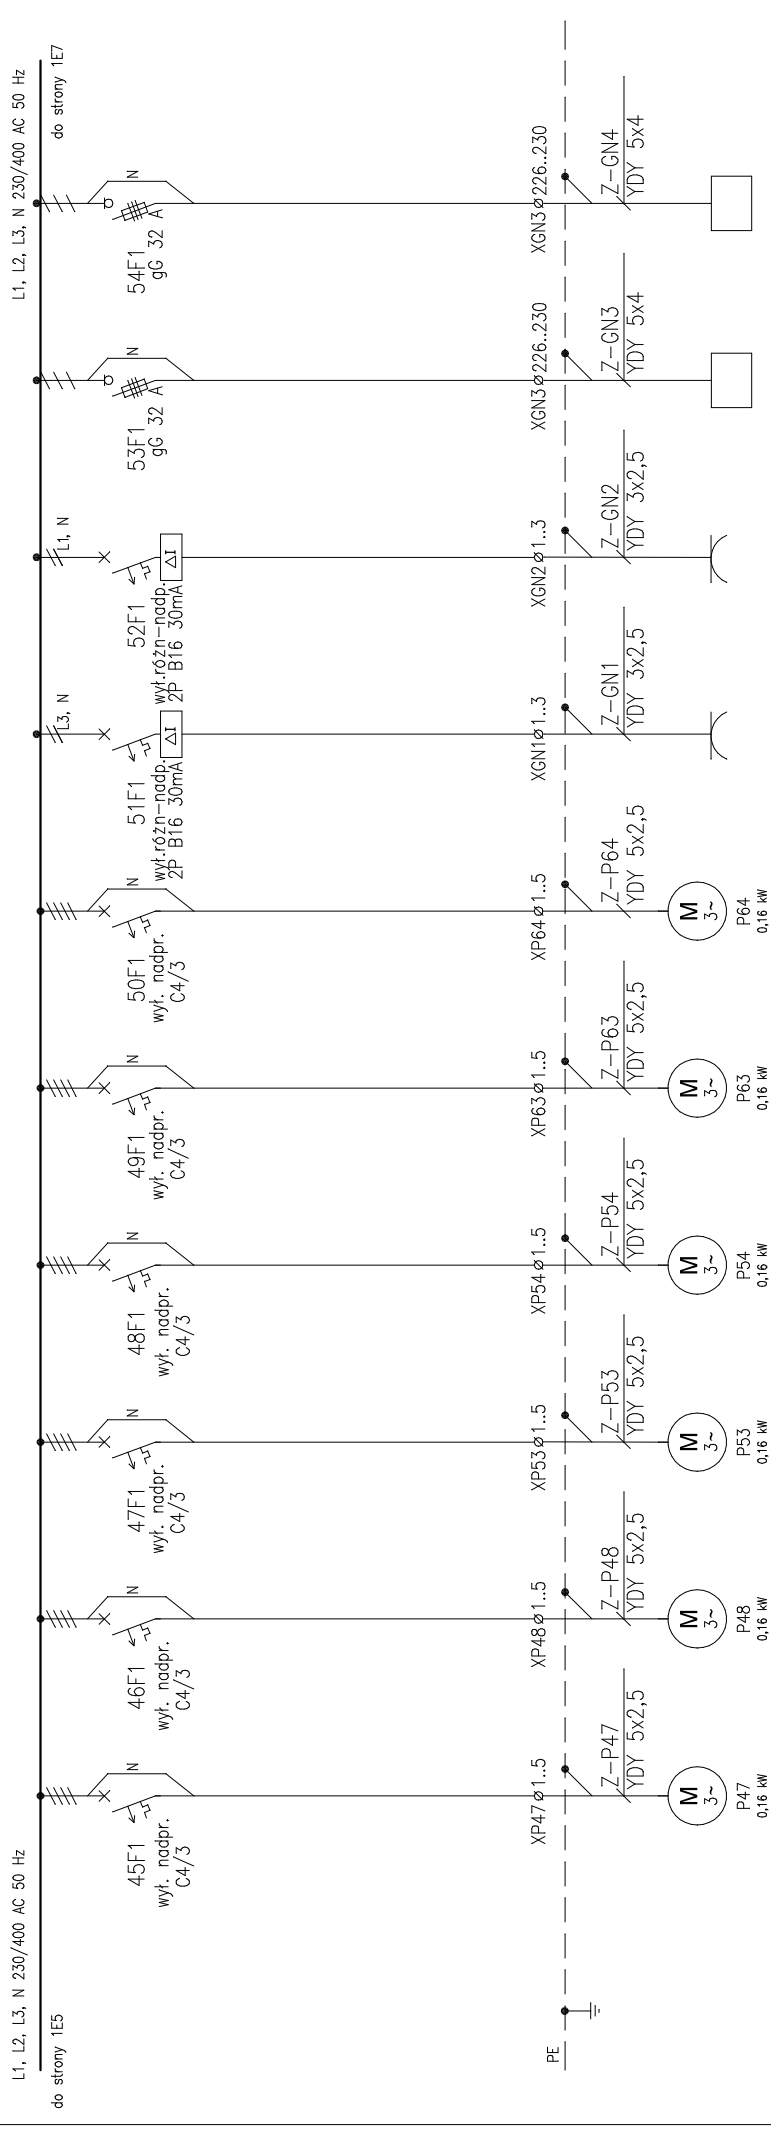 L1, L2, L3, N 230/400 AC 50 Hz
do strony 1E5
L1, L2, L3, N 230/400 AC 50 Hz
do strony 1E7
PE
45F1
wył. nadpr.
C4/3
N
XP47 1..5
Z-P47
YDY 5x2,5
M
3~
P47
0,16 kW
46F1
wył. nadpr.
C4/3
N
XP48 1..5
Z-P48
YDY 5x2,5
M
3~
P48
0,16 kW
47F1
wył. nadpr.
C4/3
N
XP53 1..5
Z-P53
YDY 5x2,5
M
3~
P53
0,16 kW
48F1
wył. nadpr.
C4/3
N
XP54 1..5
Z-P54
YDY 5x2,5
M
3~
P54
0,16 kW
49F1
wył. nadpr.
C4/3
N
XP63 1..5
Z-P63
YDY 5x2,5
M
3~
P63
0,16 kW
50F1
wył. nadpr.
C4/3
N
XP64 1..5
Z-P64
YDY 5x2,5
M
3~
P64
0,16 kW
L3, N
51F1
wył.różn-nadp.
2P B16 30mA
ΔI
XGN1 1..3
Z-GN1
YDY 3x2,5
L1, N
52F1
wył.różn-nadp.
2P B16 30mA
ΔI
XGN2 1..3
Z-GN2
YDY 3x2,5
53F1
gG 32 A
N
XGN3 226..230
Z-GN3
YDY 5x4
54F1
gG 32 A
N
XGN3 226..230
Z-GN4
YDY 5x4